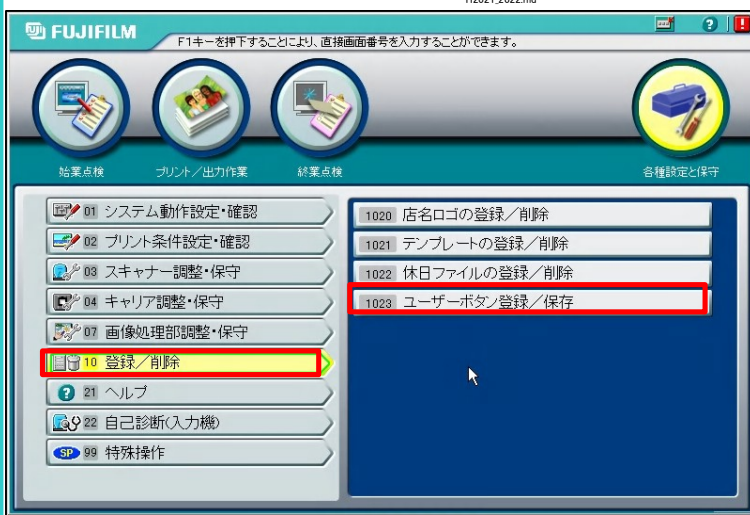 FUJIFILM
F1キーを押下することにより、直接画面番号を入力することができます。
始業点検
プリント／出力作業
終業点検
各種設定と保守
01 システム動作設定・確認
02 プリント条件設定・確認
03 スキャナー調整・保守
04 キャリア調整・保守
07 画像処理部調整・保守
10 登録／削除
21 ヘルプ
22 自己診断(入力機)
SP 99 特殊操作
1020 店名ロゴの登録／削除
1021 テンプレートの登録／削除
1022 休日ファイルの登録／削除
1023 ユーザーボタン登録／保存